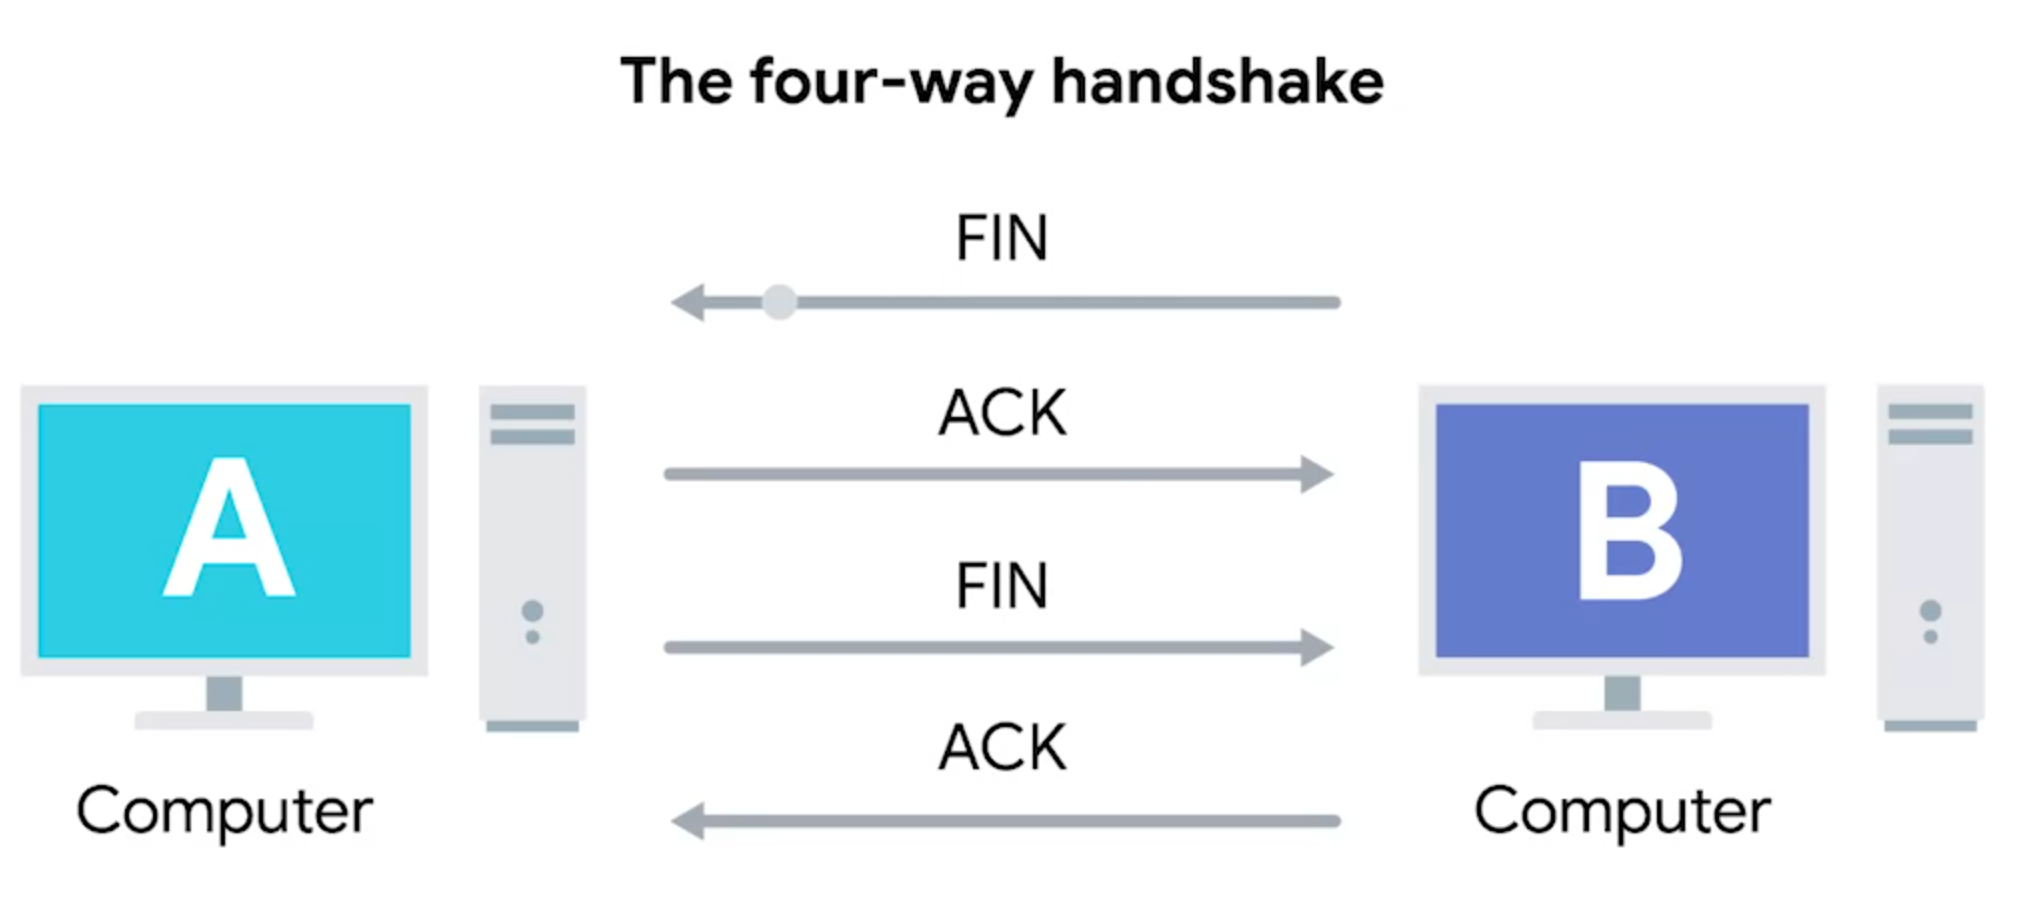 The four-way handshake
FIN
ACK
A
B
FIN
ACK
Computer
Computer